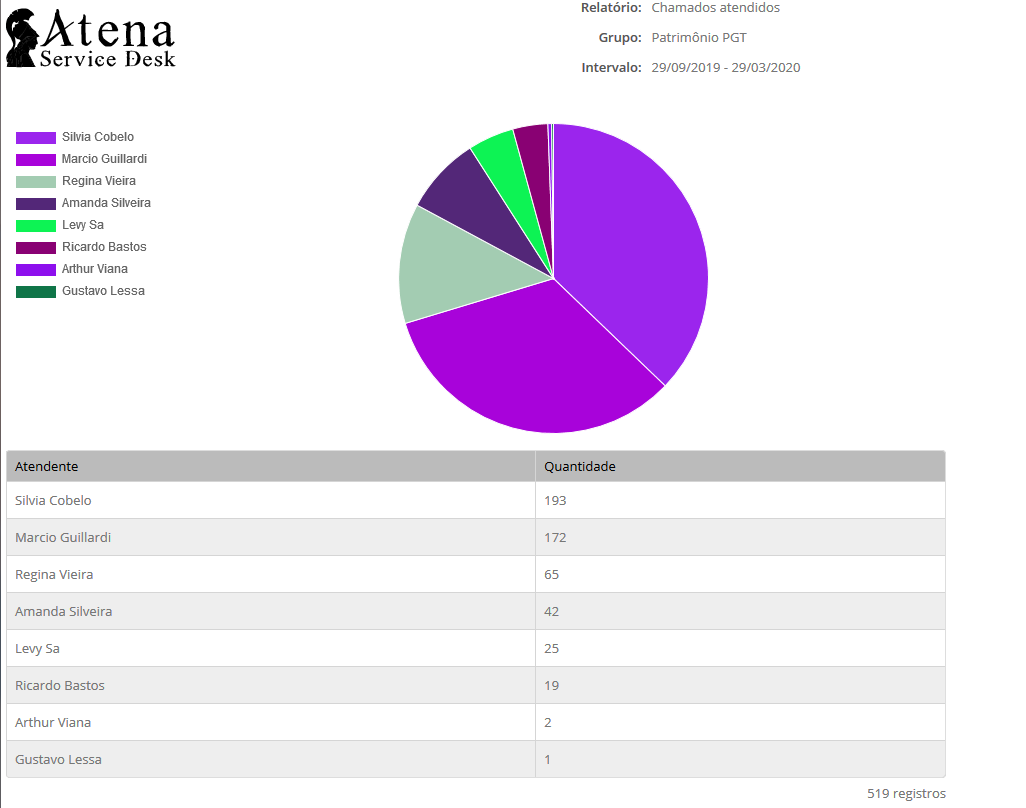 Atena
Service Desk
Relatório: Chamados atendidos
Grupo: Patrimônio PGT
Intervalo: 29/09/2019 - 29/03/2020
Silvia Cobelo
Marcio Guillardi
Regina Vieira
Amanda Silveira
Levy Sa
Ricardo Bastos
Arthur Viana
Gustavo Lessa
Atendente Quantidade
Silvia Cobelo 193
Marcio Guillardi 172
Regina Vieira 65
Amanda Silveira 42
Levy Sa 25
Ricardo Bastos 19
Arthur Viana 2
Gustavo Lessa 1
519 registros